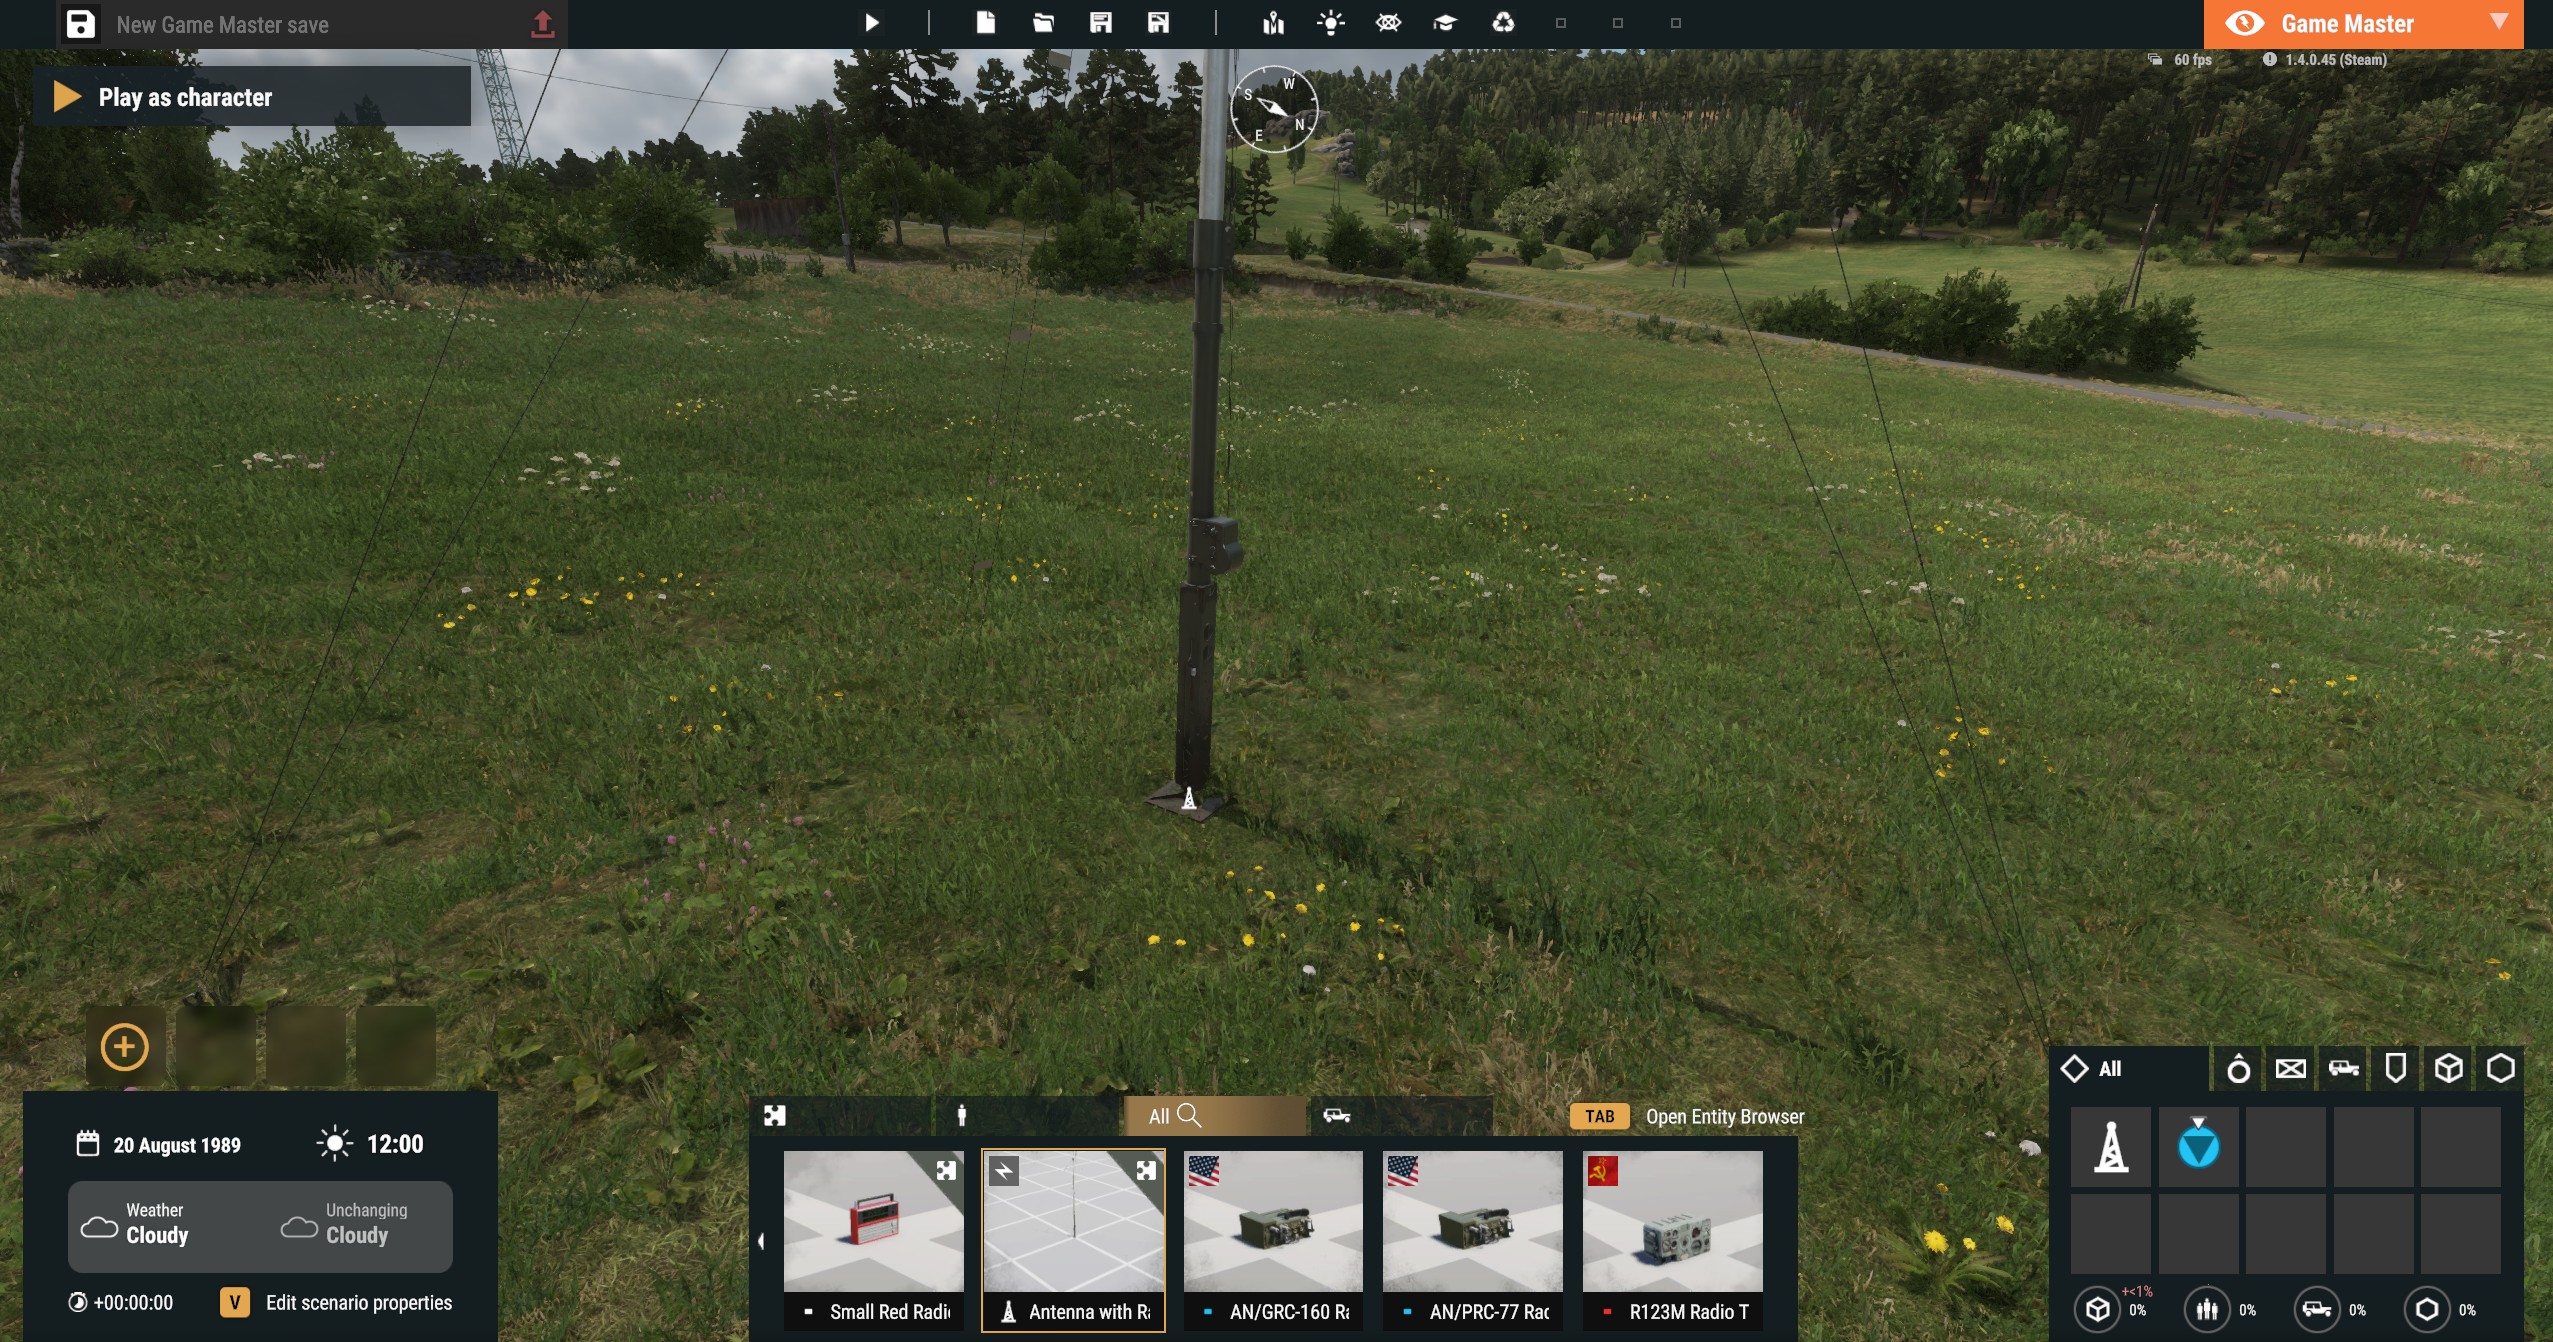 New Game Master save
Game Master
60 fps
1.4.0.45 (Steam)
Play as character
S W N E
20 August 1989
12:00
Weather
Cloudy
Unchanging
Cloudy
+00:00:00
V Edit scenario properties
All
TAB Open Entity Browser
Small Red Radi
Antenna with Ra
AN/GRC-160 Ra
AN/PRC-77 Rad
R123M Radio T
All
+<1%
0%
0%
0%
0%